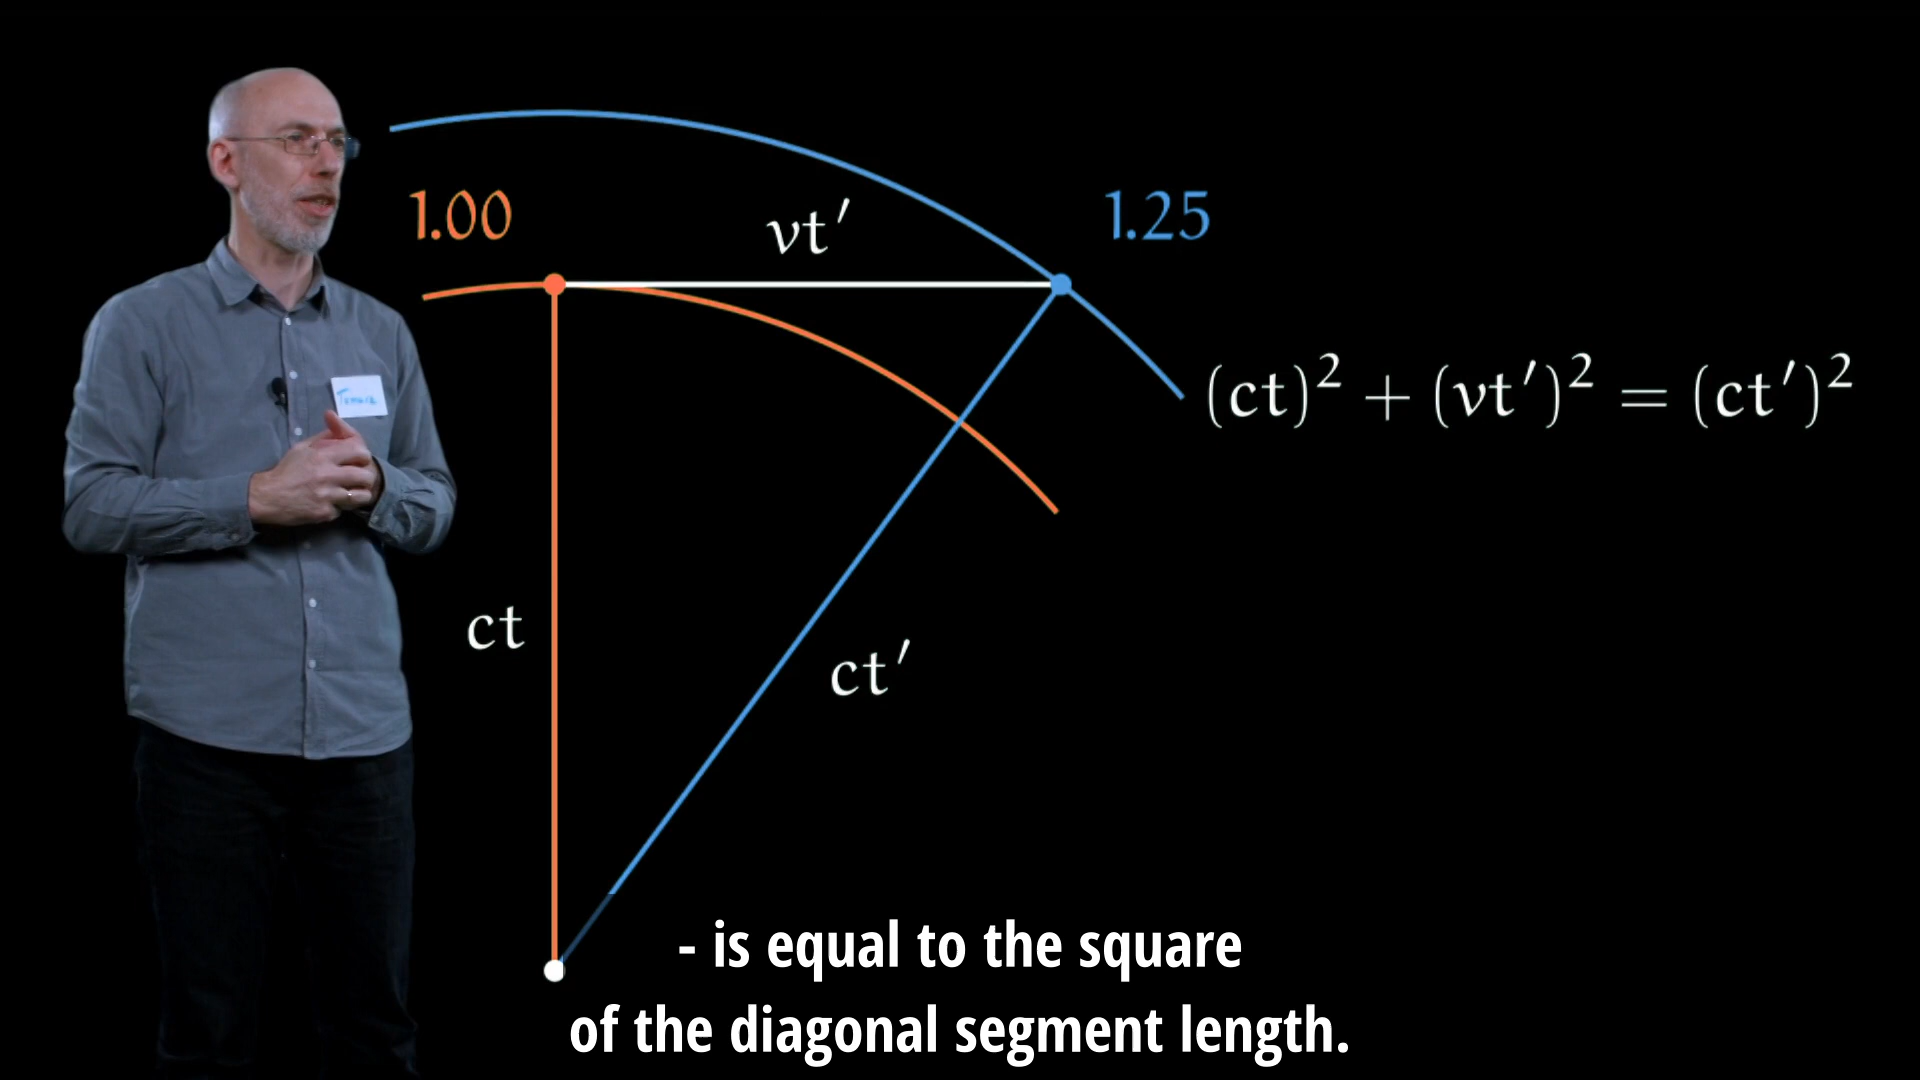 1.00
vt′
1.25
(ct)² + (vt′)² = (ct′)²
ct
ct′
- is equal to the square
of the diagonal segment length.